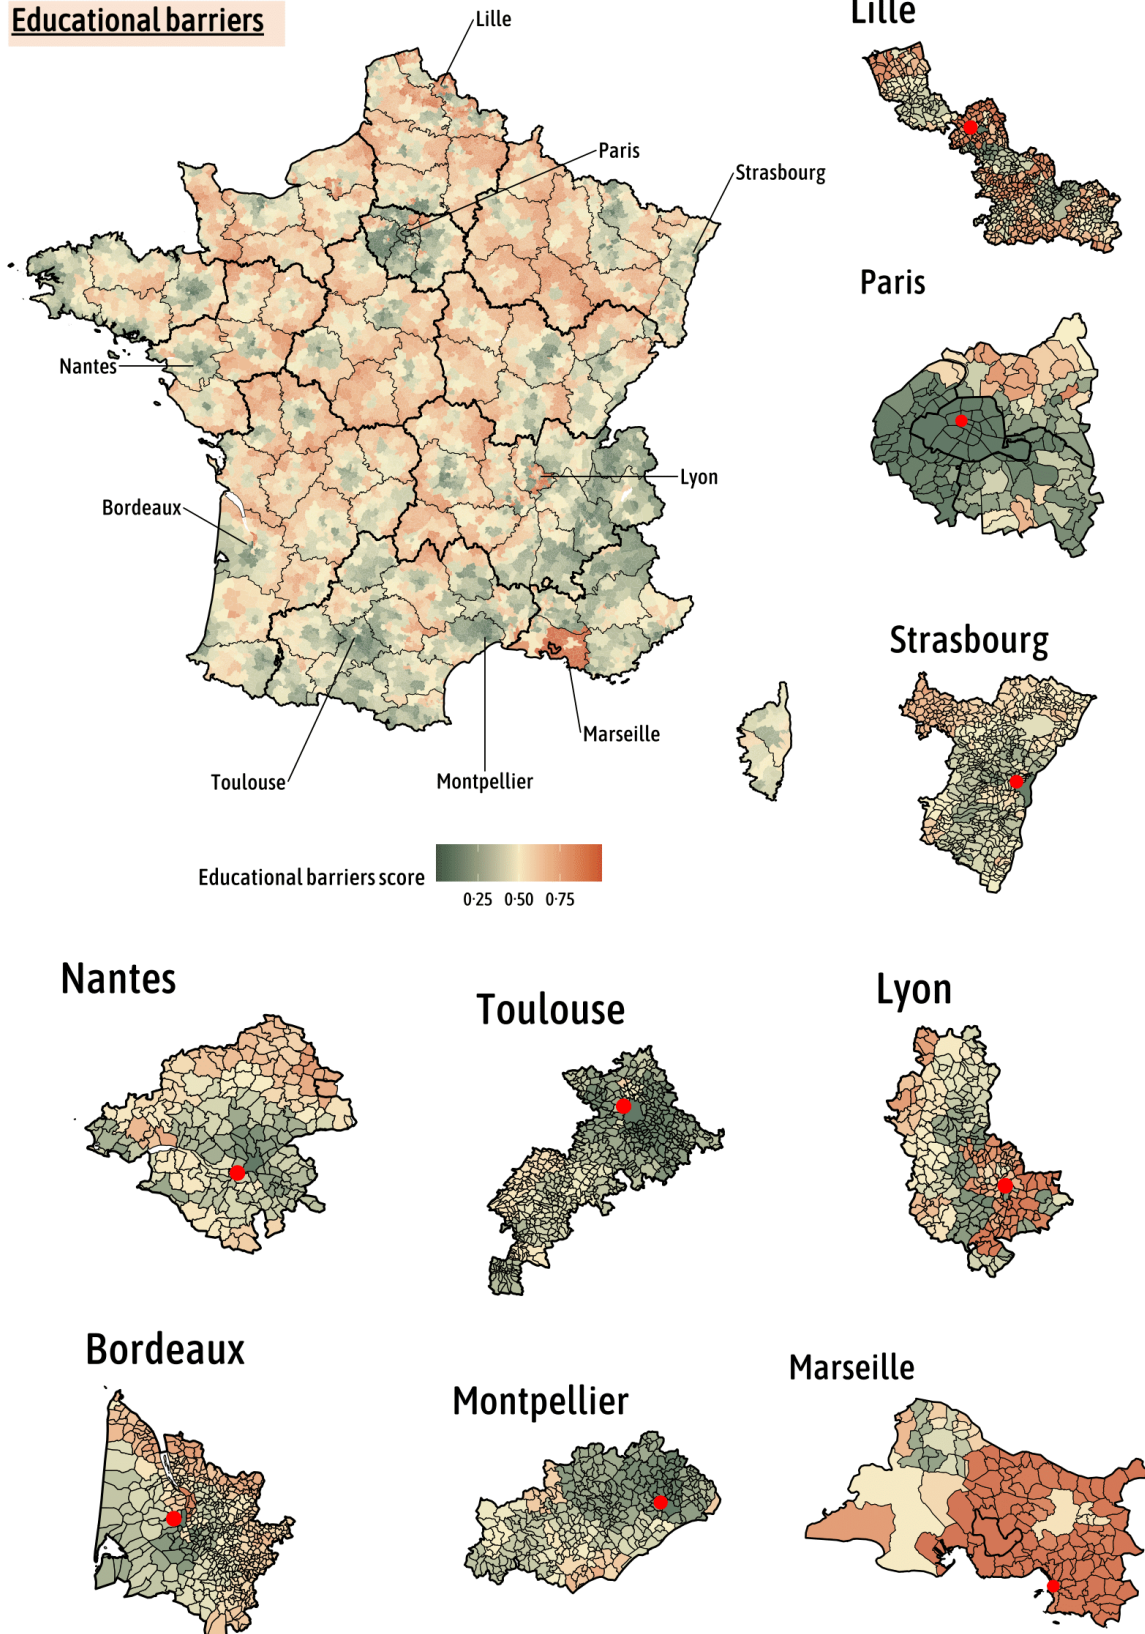 Educational barriers
Lille
Lille
Paris
Strasbourg
Paris
Nantes
Lyon
Bordeaux
Strasbourg
Marseille
Toulouse
Montpellier
Educational barriers score
0·25 0·50 0·75
Nantes
Toulouse
Lyon
Bordeaux
Montpellier
Marseille